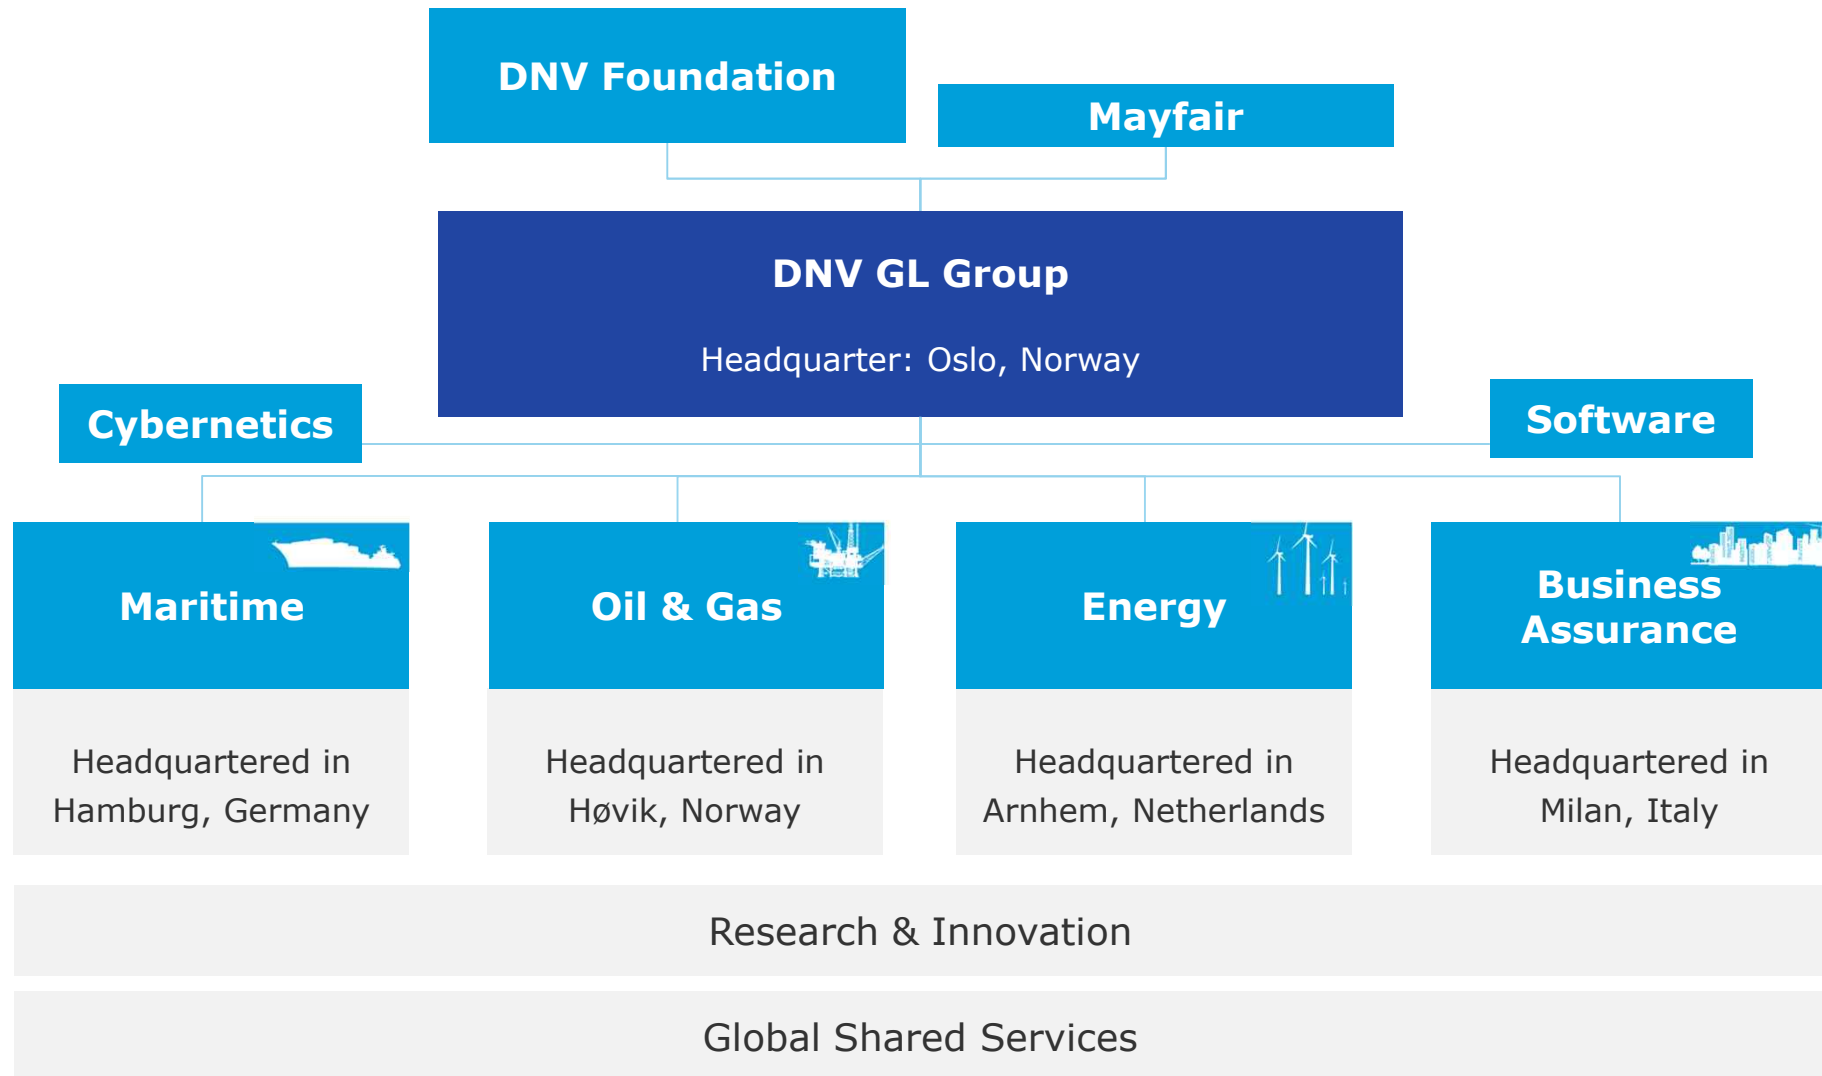 DNV Foundation
Mayfair
DNV GL Group
Headquarter: Oslo, Norway
Cybernetics
Software
Maritime
Oil & Gas
Energy
Business
Assurance
Headquartered in
Hamburg, Germany
Headquartered in
Høvik, Norway
Headquartered in
Arnhem, Netherlands
Headquartered in
Milan, Italy
Research & Innovation
Global Shared Services